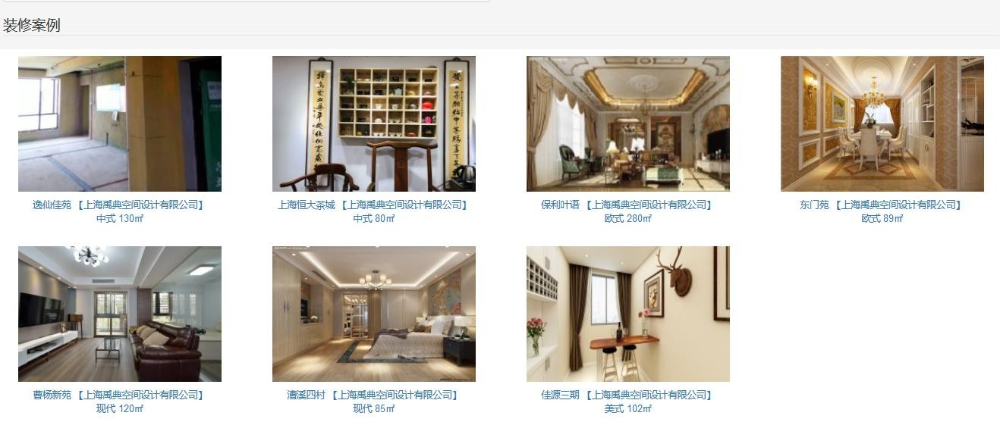 装修案例
逸仙佳苑 【上海禹典空间设计有限公司】
中式 130㎡
上海恒大茶城 【上海禹典空间设计有限公司】
中式 80㎡
保利叶语 【上海禹典空间设计有限公司】
欧式 280㎡
东门苑 【上海禹典空间设计有限公司】
欧式 89㎡
曹杨新苑 【上海禹典空间设计有限公司】
现代 120㎡
漕溪四村 【上海禹典空间设计有限公司】
现代 85㎡
佳源三期 【上海禹典空间设计有限公司】
美式 102㎡